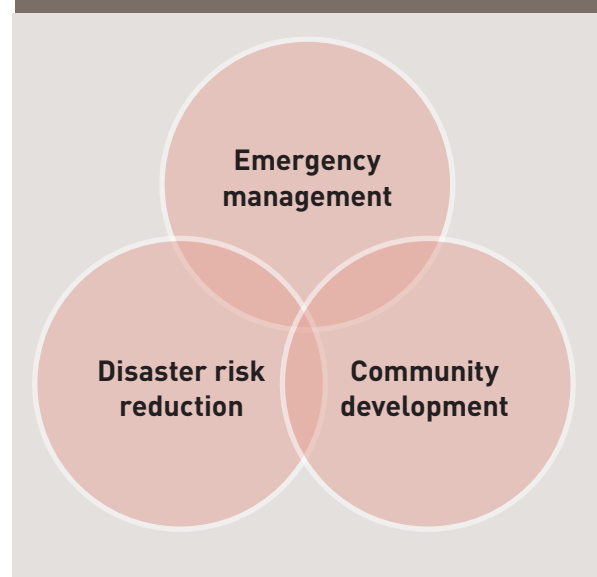 Emergency
management
Disaster risk
reduction
Community
development